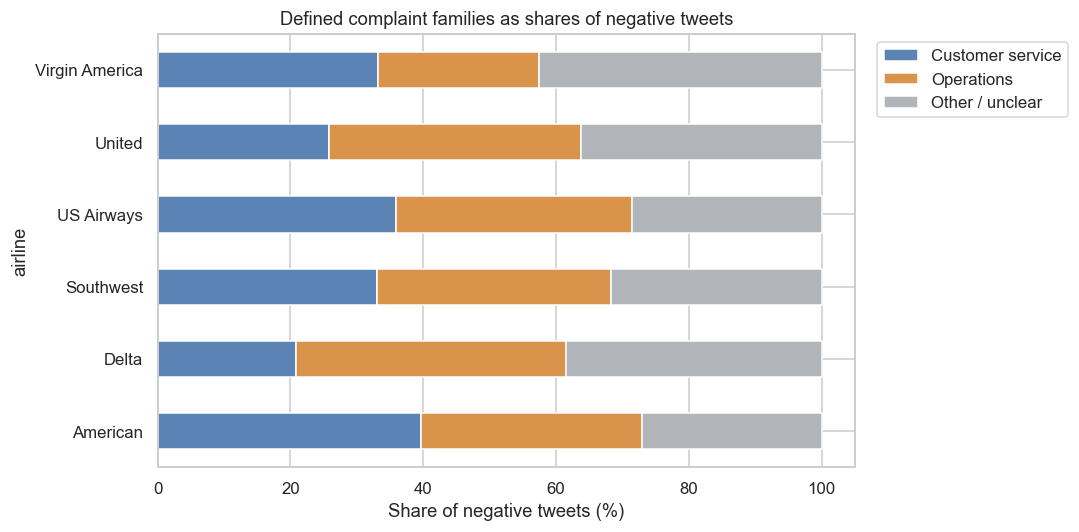 Defined complaint families as shares of negative tweets
Customer service
Operations
Other / unclear
airline
Virgin America
United
US Airways
Southwest
Delta
American
0 20 40 60 80 100
Share of negative tweets (%)